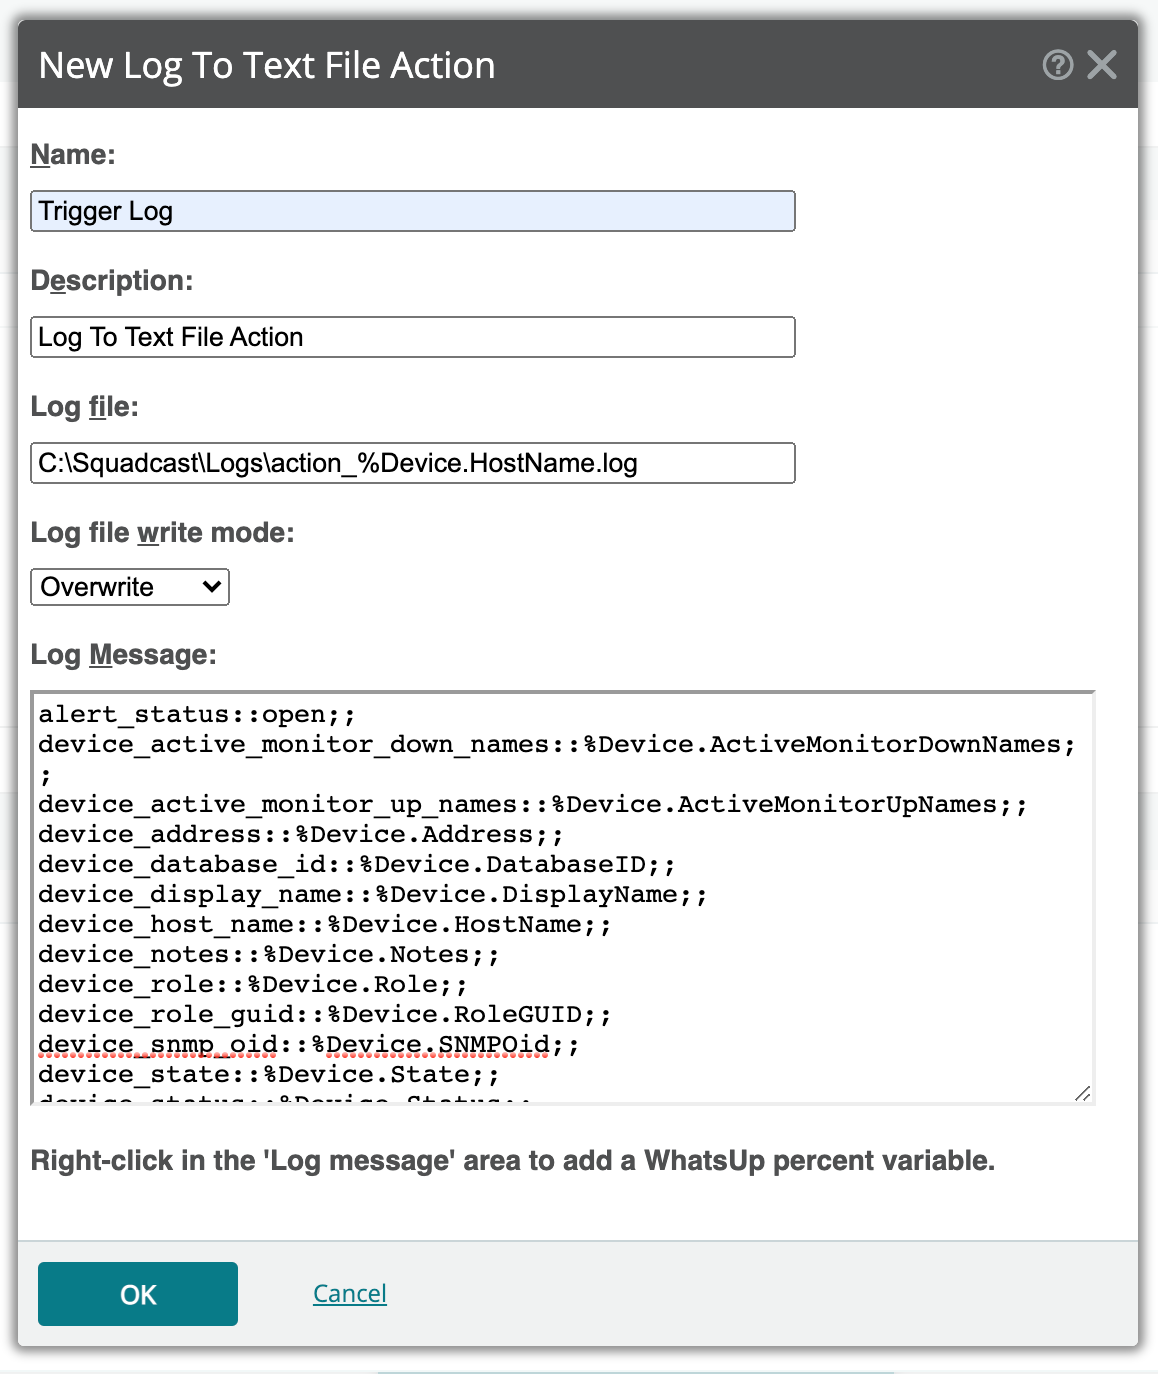 New Log To Text File Action
Name:
Trigger Log
Description:
Log To Text File Action
Log file:
C:\Squadcast\Logs\action_%Device.HostName.log
Log file write mode:
Overwrite
Log Message:
alert_status::open;;
device_active_monitor_down_names::%Device.ActiveMonitorDownNames;
;
device_active_monitor_up_names::%Device.ActiveMonitorUpNames;;
device_address::%Device.Address;;
device_database_id::%Device.DatabaseID;;
device_display_name::%Device.DisplayName;;
device_host_name::%Device.HostName;;
device_notes::%Device.Notes;;
device_role::%Device.Role;;
device_role_guid::%Device.RoleGUID;;
device_snmp_oid::%Device.SNMPOid;;
device_state::%Device.State;;
device_status::%Device.Status;;
Right-click in the 'Log message' area to add a WhatsUp percent variable.
OK
Cancel